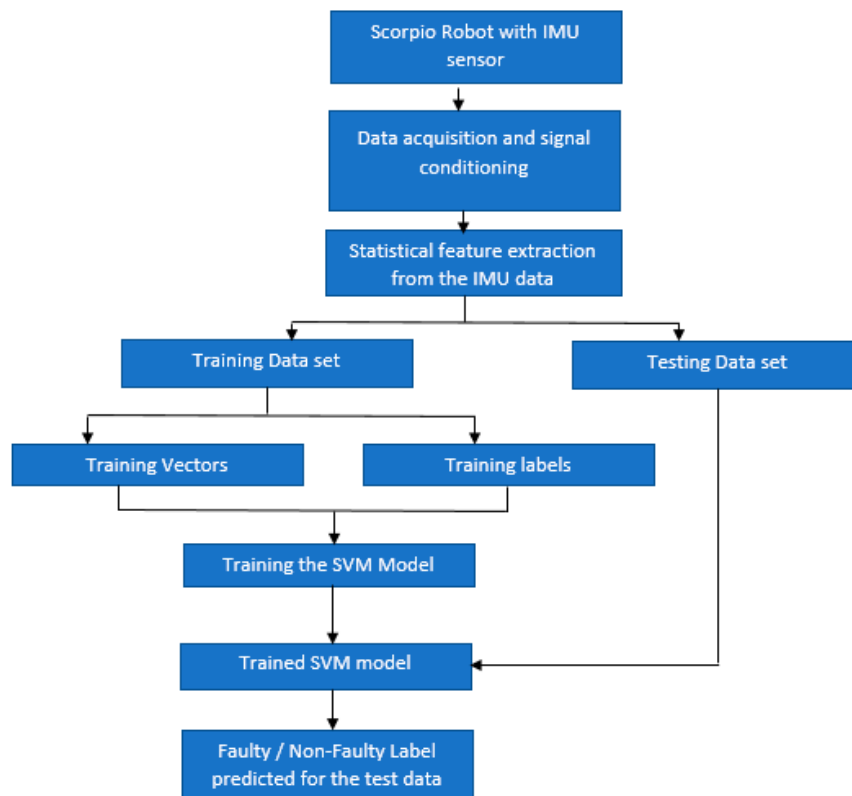 Scorpio Robot with IMU
sensor
Data acquisition and signal
conditioning
Statistical feature extraction
from the IMU data
Training Data set
Testing Data set
Training Vectors
Training labels
Training the SVM Model
Trained SVM model
Faulty / Non-Faulty Label
predicted for the test data